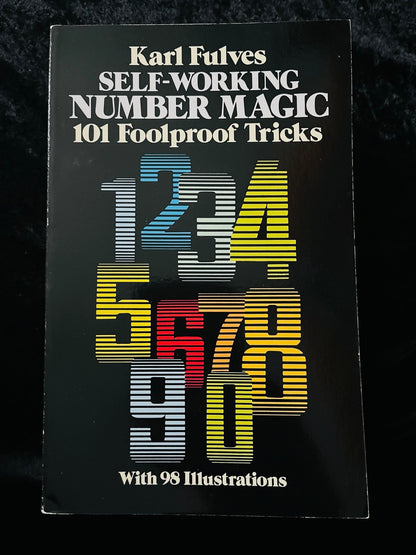 Karl Fulves
SELF-WORKING
NUMBER MAGIC
101 Foolproof Tricks
1234
5678
90
With 98 Illustrations